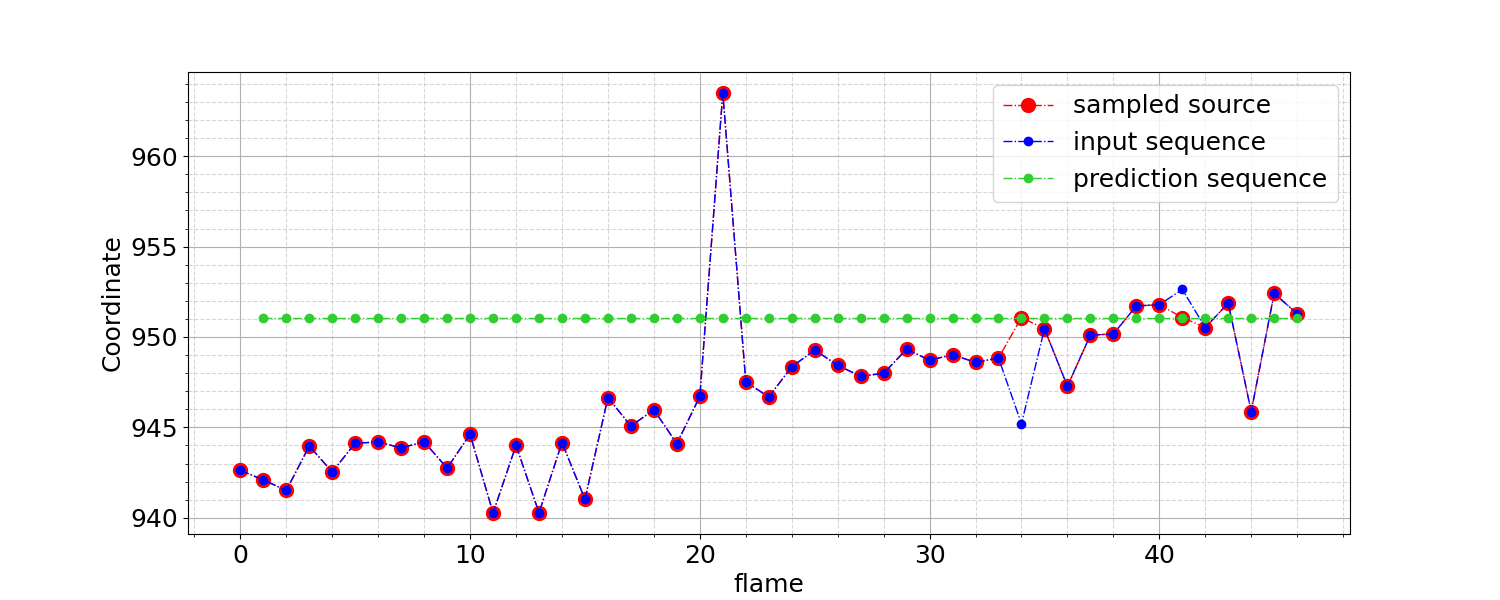 960
955
950
945
940
Coordinate
0 10 20 30 40
flame
sampled source
input sequence
prediction sequence